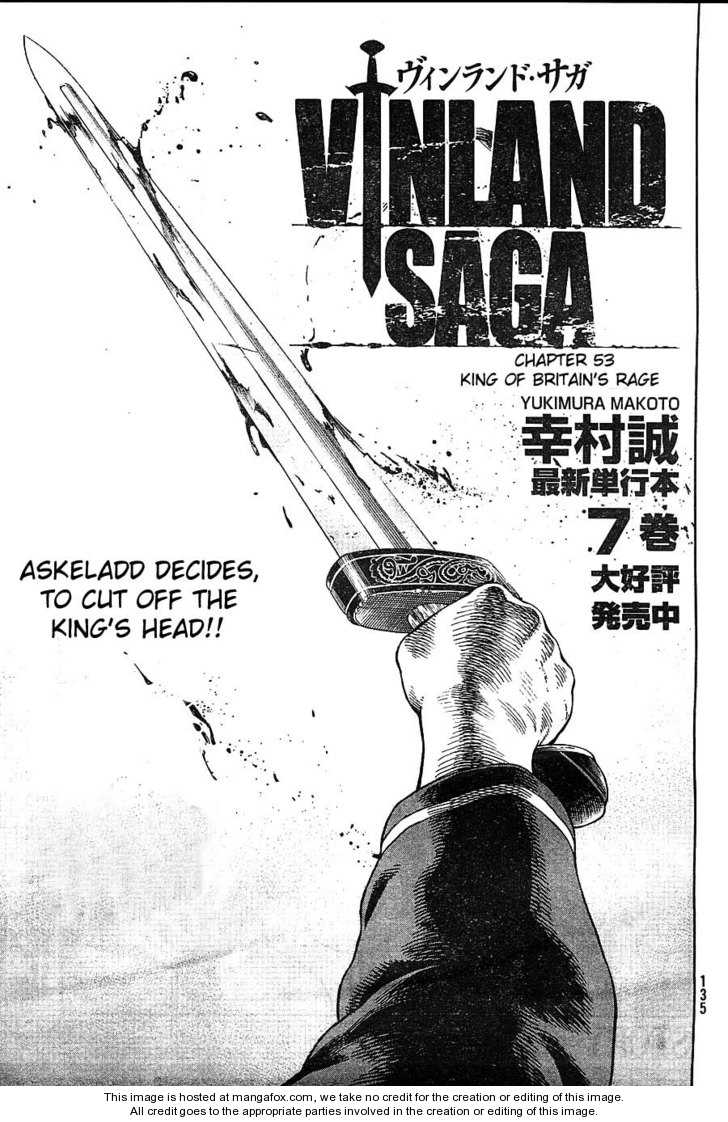 ヴィンランド・サガ
VINLAND
SAGA
CHAPTER 53
KING OF BRITAIN'S RAGE
YUKIMURA MAKOTO
幸村誠
最新単行本
7巻
大好評
発売中
ASKELADD DECIDES,
TO CUT OFF THE
KING'S HEAD!!
135
This image is hosted at mangafox.com, we take no credit for the creation or editing of this image.
All credit goes to the appropriate parties involved in the creation or editing of this image.